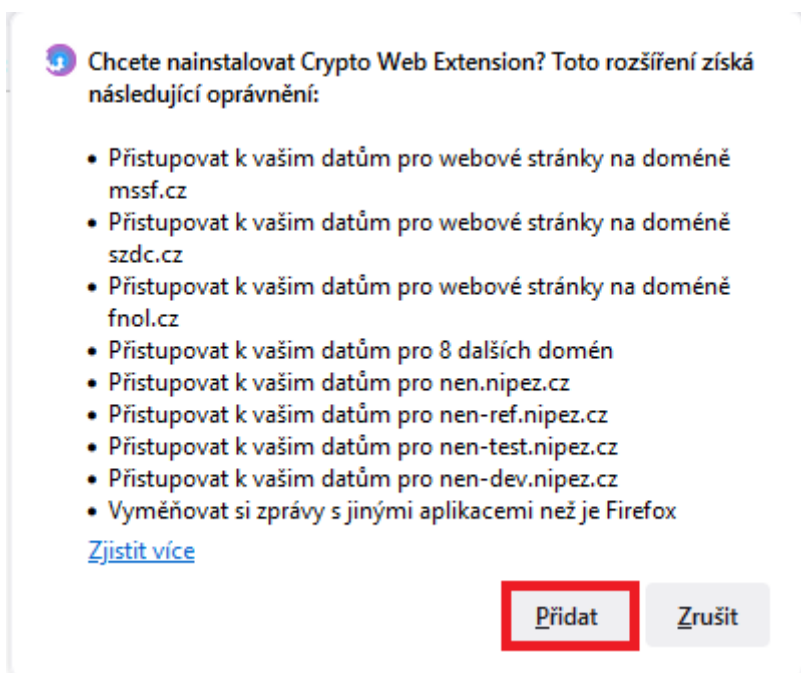 Chcete nainstalovat Crypto Web Extension? Toto rozšíření získá
následující oprávnění:
• Přistupovat k vašim datům pro webové stránky na doméně
mssf.cz
• Přistupovat k vašim datům pro webové stránky na doméně
szdc.cz
• Přistupovat k vašim datům pro webové stránky na doméně
fnol.cz
• Přistupovat k vašim datům pro 8 dalších domén
• Přistupovat k vašim datům pro nen.nipez.cz
• Přistupovat k vašim datům pro nen-ref.nipez.cz
• Přistupovat k vašim datům pro nen-test.nipez.cz
• Přistupovat k vašim datům pro nen-dev.nipez.cz
• Vyměňovat si zprávy s jinými aplikacemi než je Firefox
Zjistit více
Přidat Zrušit